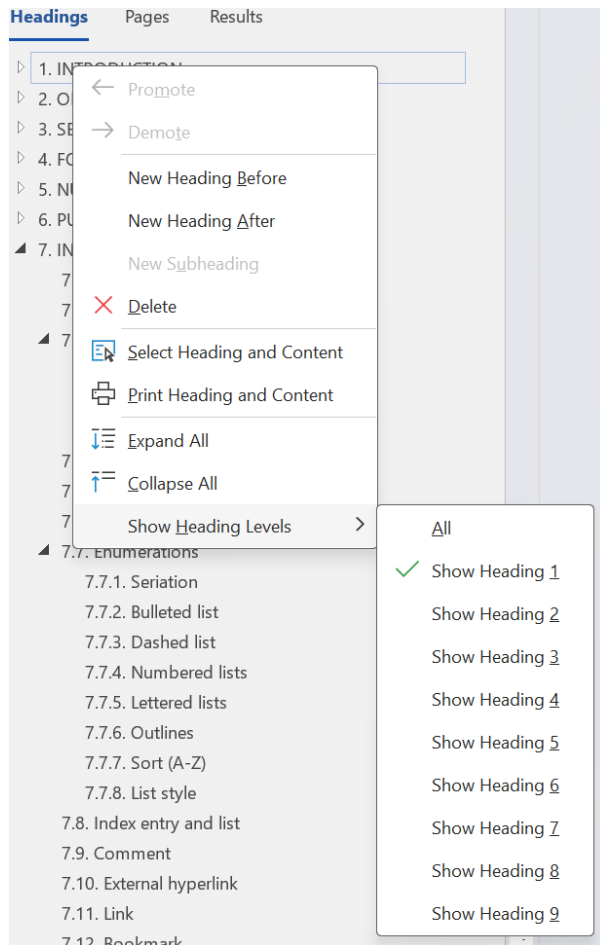 Headings Pages Results
1. INTRODUCTION
2. O
3. SE
4. FO
5. NU
6. PU
7. IN
7
7
7
7
7
7
7.7. Enumerations
7.7.1. Seriation
7.7.2. Bulleted list
7.7.3. Dashed list
7.7.4. Numbered lists
7.7.5. Lettered lists
7.7.6. Outlines
7.7.7. Sort (A-Z)
7.7.8. List style
7.8. Index entry and list
7.9. Comment
7.10. External hyperlink
7.11. Link
7.12. Bookmark
Promote
Demote
New Heading Before
New Heading After
New Subheading
Delete
Select Heading and Content
Print Heading and Content
Expand All
Collapse All
Show Heading Levels
All
Show Heading 1
Show Heading 2
Show Heading 3
Show Heading 4
Show Heading 5
Show Heading 6
Show Heading 7
Show Heading 8
Show Heading 9